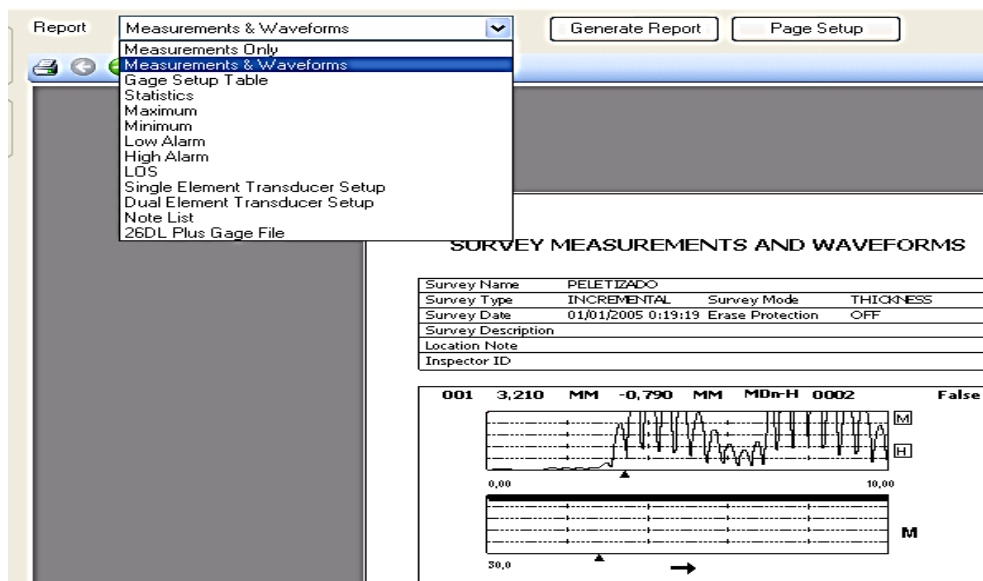 Report Measurements & Waveforms Generate Report Page Setup
Measurements Only
Measurements & Waveforms
Gage Setup Table
Statistics
Maximum
Minimum
Low Alarm
High Alarm
LOS
Single Element Transducer Setup
Dual Element Transducer Setup
Note List
26DL Plus Gage File
SURVEY MEASUREMENTS AND WAVEFORMS
Survey Name PELETIZADO
Survey Type INCREMENTAL Survey Mode THICKNESS
Survey Date 01/01/2005 0:19:19 Erase Protection OFF
Survey Description
Location Note
Inspector ID
001 3,210 MM -0,790 MM MDn-H 0002 False
M
H
0,00 10,00
M
30,0